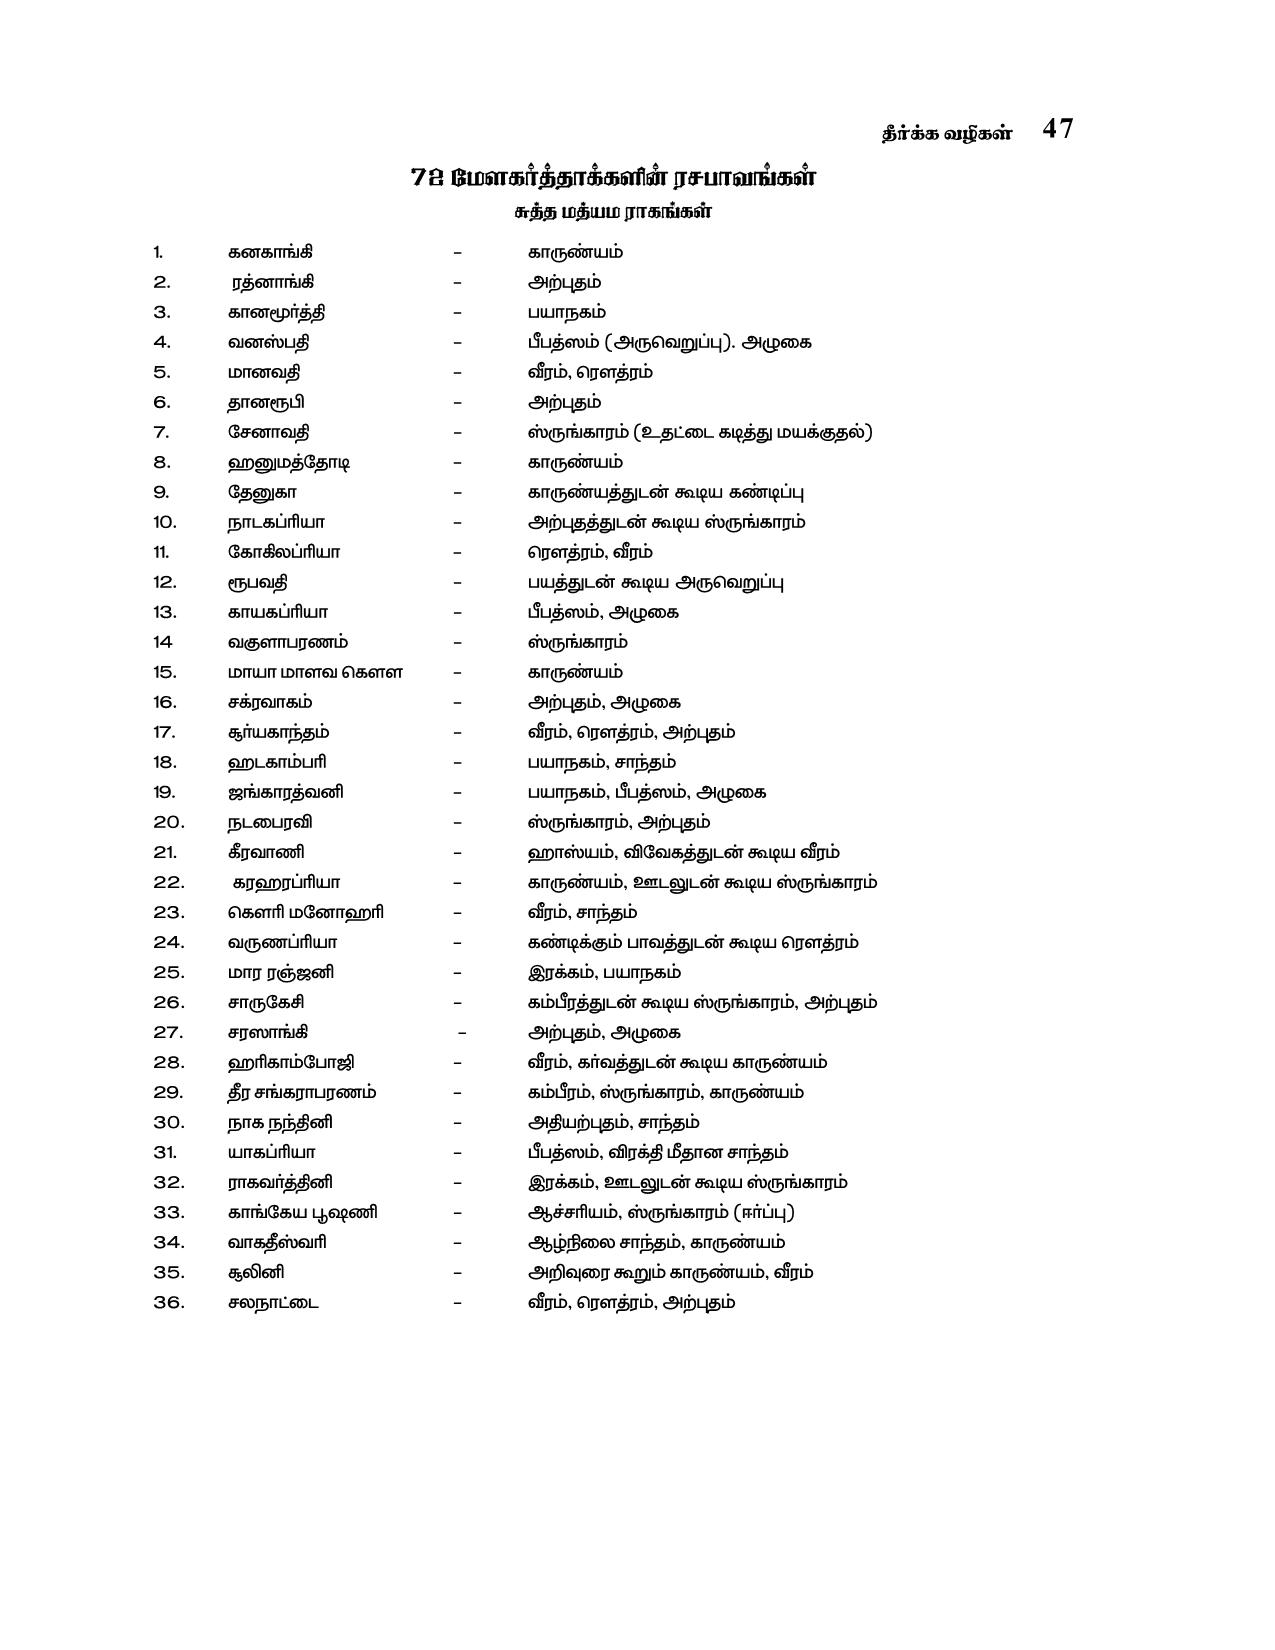 தீர்க்க வழிகள் 47
72 மேளகர்த்தாக்களின் ரசபாவங்கள்
சுத்த மத்யம ராகங்கள்
1. கனகாங்கி – காருண்யம்
2. ரத்னாங்கி – அற்புதம்
3. கானமூர்த்தி – பயாநகம்
4. வனஸ்பதி – பீபத்ஸம் (அருவெறுப்பு). அழுகை
5. மானவதி – வீரம், ரௌத்ரம்
6. தானரூபி – அற்புதம்
7. சேனாவதி – ஸ்ருங்காரம் (உதட்டை கடித்து மயக்குதல்)
8. ஹனுமத்தோடி – காருண்யம்
9. தேனுகா – காருண்யத்துடன் கூடிய கண்டிப்பு
10. நாடகப்ரியா – அற்புதத்துடன் கூடிய ஸ்ருங்காரம்
11. கோகிலப்ரியா – ரௌத்ரம், வீரம்
12. ரூபவதி – பயத்துடன் கூடிய அருவெறுப்பு
13. காயகப்ரியா – பீபத்ஸம், அழுகை
14 வகுளாபரணம் – ஸ்ருங்காரம்
15. மாயா மாளவ கௌள – காருண்யம்
16. சக்ரவாகம் – அற்புதம், அழுகை
17. சூர்யகாந்தம் – வீரம், ரௌத்ரம், அற்புதம்
18. ஹடகாம்பரி – பயாநகம், சாந்தம்
19. ஜங்காரத்வனி – பயாநகம், பீபத்ஸம், அழுகை
20. நடபைரவி – ஸ்ருங்காரம், அற்புதம்
21. கீரவாணி – ஹாஸ்யம், விவேகத்துடன் கூடிய வீரம்
22. கரஹரப்ரியா – காருண்யம், ஊடலுடன் கூடிய ஸ்ருங்காரம்
23. கௌரி மனோஹரி – வீரம், சாந்தம்
24. வருணப்ரியா – கண்டிக்கும் பாவத்துடன் கூடிய ரௌத்ரம்
25. மார ரஞ்ஜனி – இரக்கம், பயாநகம்
26. சாருகேசி – கம்பீரத்துடன் கூடிய ஸ்ருங்காரம், அற்புதம்
27. சரஸாங்கி – அற்புதம், அழுகை
28. ஹரிகாம்போஜி – வீரம், கர்வத்துடன் கூடிய காருண்யம்
29. தீர சங்கராபரணம் – கம்பீரம், ஸ்ருங்காரம், காருண்யம்
30. நாக நந்தினி – அதியற்புதம், சாந்தம்
31. யாகப்ரியா – பீபத்ஸம், விரக்தி மீதான சாந்தம்
32. ராகவர்த்தினி – இரக்கம், ஊடலுடன் கூடிய ஸ்ருங்காரம்
33. காங்கேய பூஷணி – ஆச்சரியம், ஸ்ருங்காரம் (ஈர்ப்பு)
34. வாகதீஸ்வரி – ஆழ்நிலை சாந்தம், காருண்யம்
35. சூலினி – அறிவுரை கூறும் காருண்யம், வீரம்
36. சலநாட்டை – வீரம், ரௌத்ரம், அற்புதம்